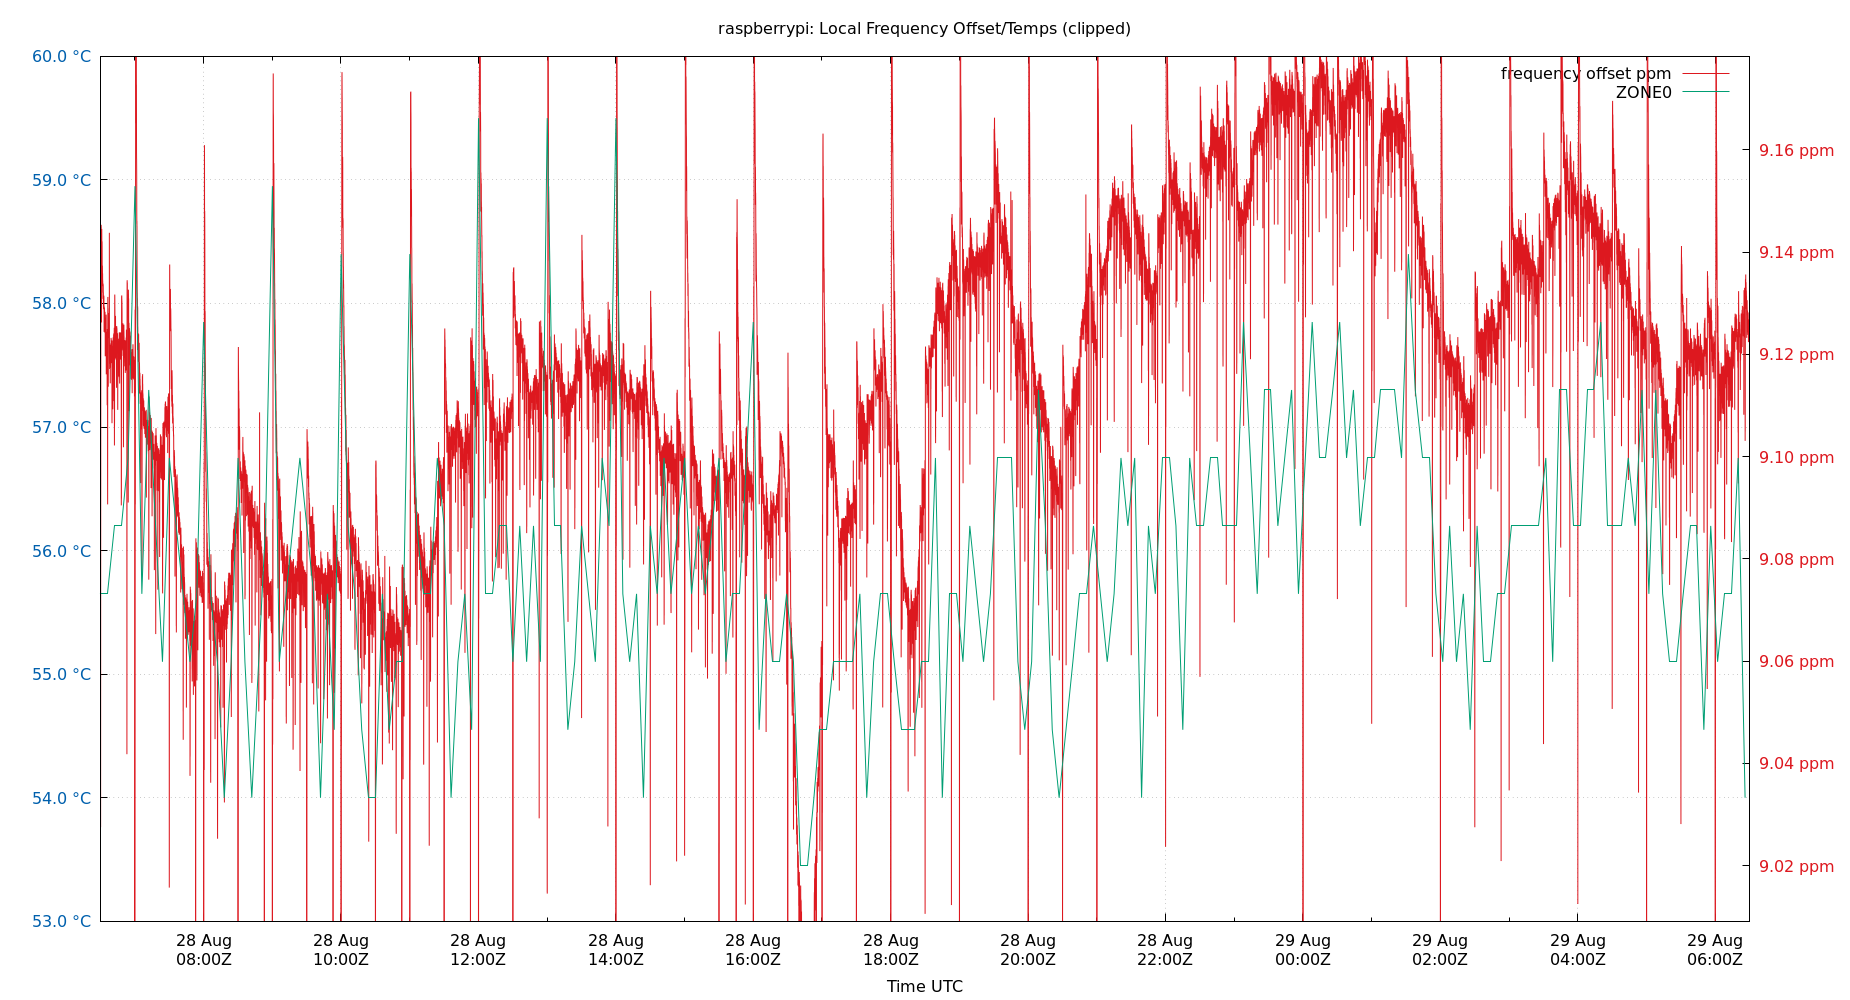 raspberrypi: Local Frequency Offset/Temps (clipped)
60.0 °C
59.0 °C
58.0 °C
57.0 °C
56.0 °C
55.0 °C
54.0 °C
53.0 °C
frequency offset ppm
ZONE0
9.16 ppm
9.14 ppm
9.12 ppm
9.10 ppm
9.08 ppm
9.06 ppm
9.04 ppm
9.02 ppm
28 Aug 28 Aug 28 Aug 28 Aug 28 Aug 28 Aug 28 Aug 28 Aug 29 Aug 29 Aug 29 Aug 29 Aug
08:00Z 10:00Z 12:00Z 14:00Z 16:00Z 18:00Z 20:00Z 22:00Z 00:00Z 02:00Z 04:00Z 06:00Z
Time UTC